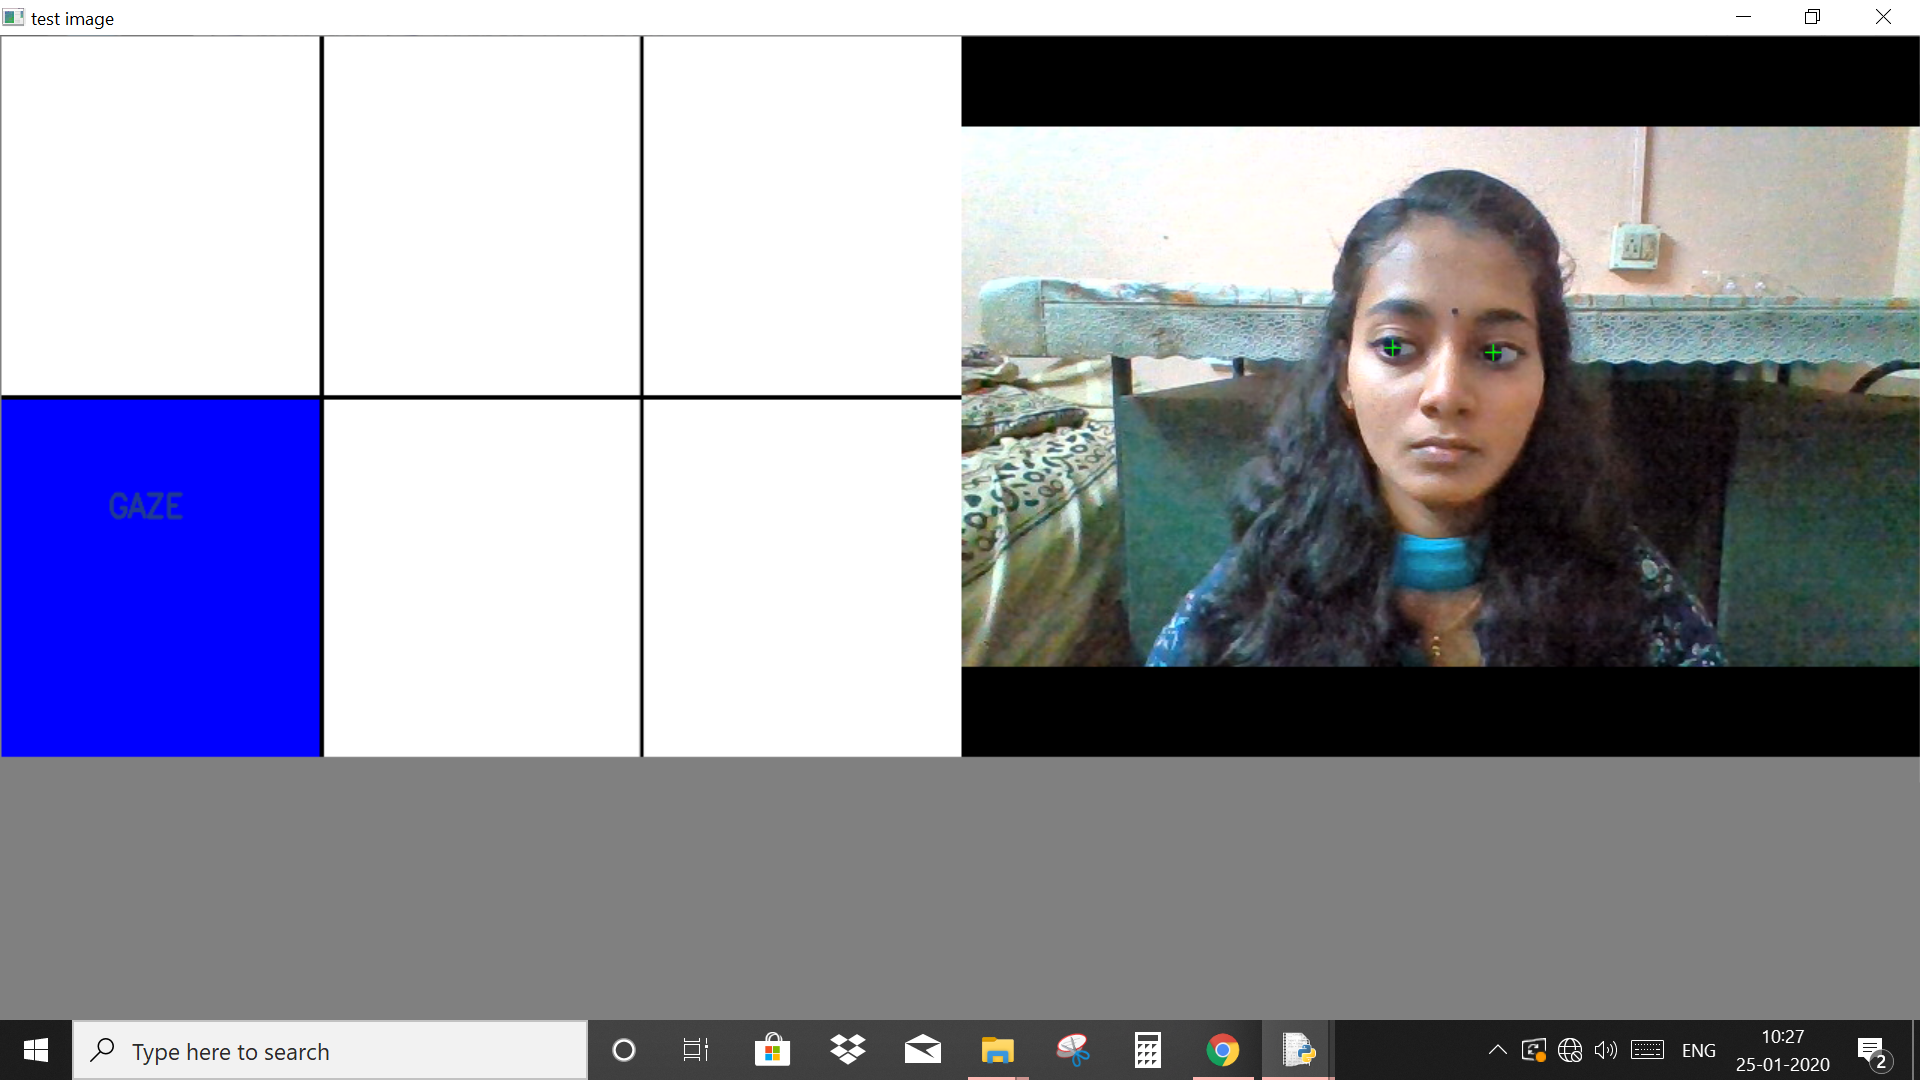 test image
GAZE
Type here to search
ENG
10:27
25-01-2020
2